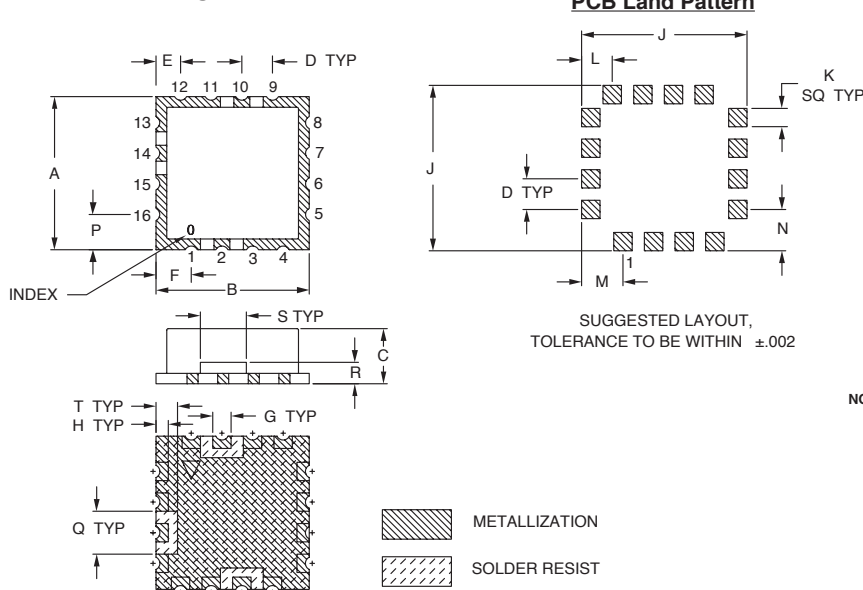 PCB Land Pattern
E
D TYP
12 11 10 9
13
14
15
16
8
7
6
5
A
P
0
1 2 3 4
F
B
INDEX
J
L
K
SQ TYP
J
D TYP
N
1
M
SUGGESTED LAYOUT,
TOLERANCE TO BE WITHIN ±.002
S TYP
C
R
T TYP
H TYP
G TYP
Q TYP
METALLIZATION
SOLDER RESIST